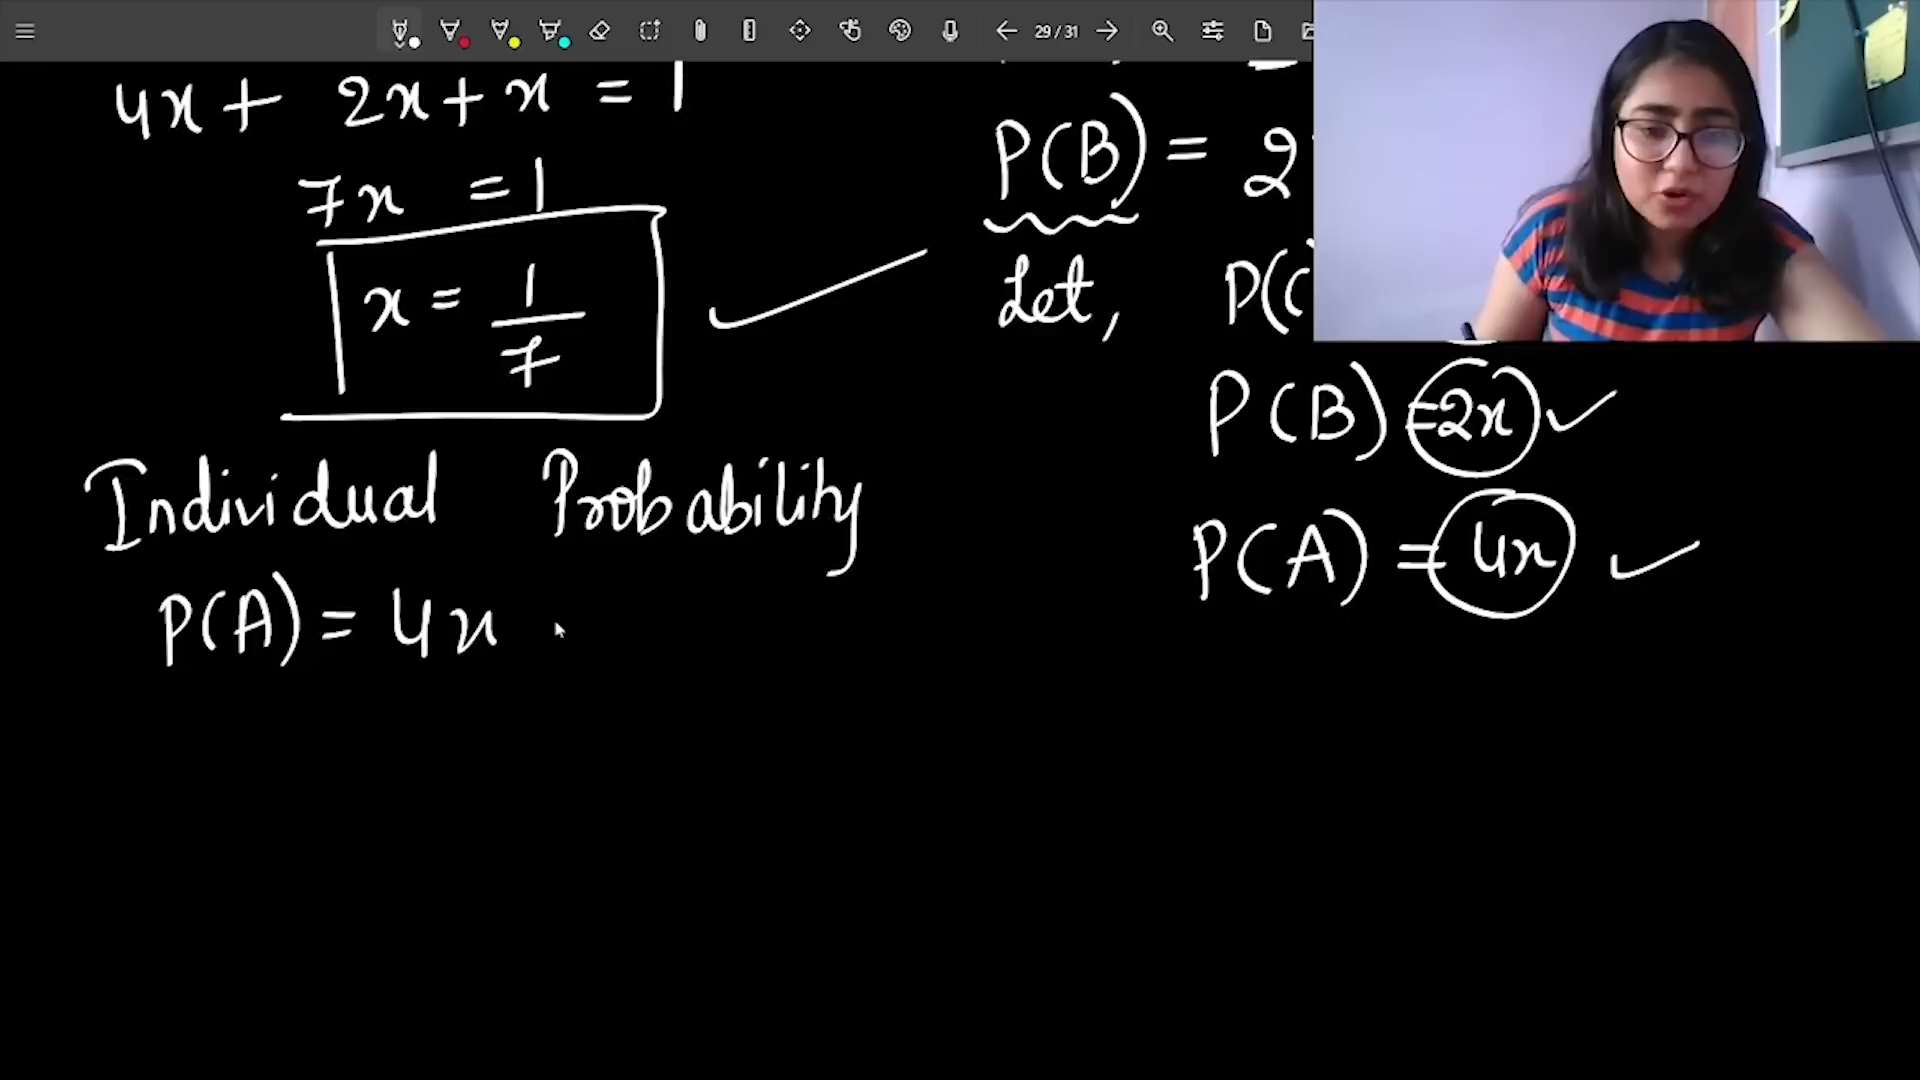 29 / 31
4x + 2x + x = 1
7x = 1
x = 1/7
Individual Probability
P(A) = 4x
P(B) = 2
Let, P(C
P(B) = 2x
P(A) = 4x